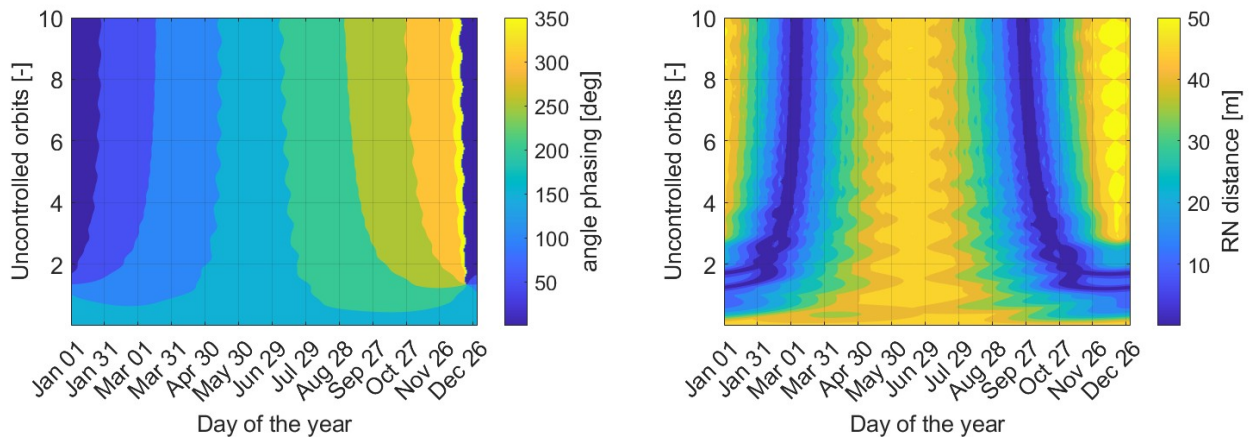 10
8
6
4
2
Uncontrolled orbits [-]
Jan 01
Jan 31
Mar 01
Mar 31
Apr 30
May 30
Jun 29
Jul 29
Aug 28
Sep 27
Oct 27
Nov 26
Dec 26
Day of the year
350
300
250
200
150
100
50
angle phasing [deg]
10
8
6
4
2
Uncontrolled orbits [-]
Jan 01
Jan 31
Mar 01
Mar 31
Apr 30
May 30
Jun 29
Jul 29
Aug 28
Sep 27
Oct 27
Nov 26
Dec 26
Day of the year
50
40
30
20
10
RN distance [m]